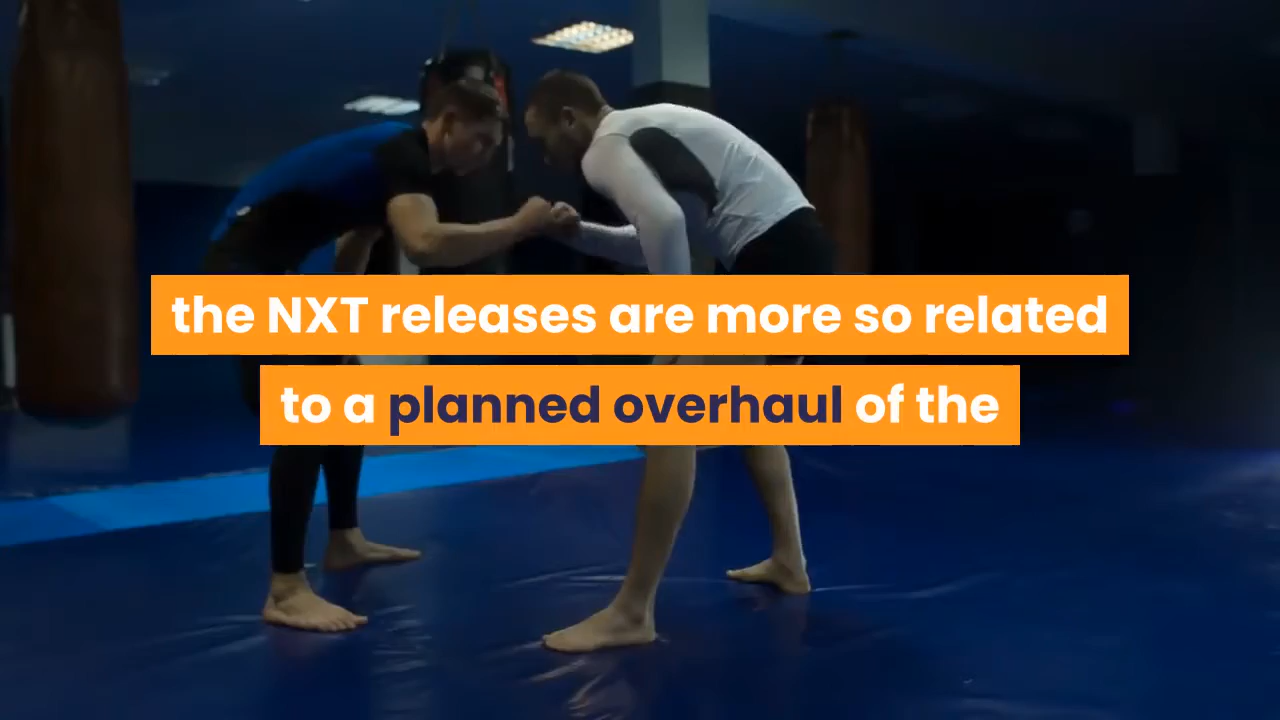 the NXT releases are more so related
to a planned overhaul of the